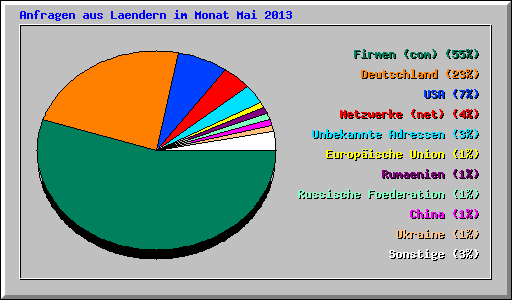 Anfragen aus Laendern im Monat Mai 2013
Firmen (com) (55%)
Deutschland (23%)
USA (7%)
Netzwerke (net) (4%)
Unbekannte Adressen (3%)
Europäische Union (1%)
Rumaenien (1%)
Russische Foederation (1%)
China (1%)
Ukraine (1%)
Sonstige (3%)